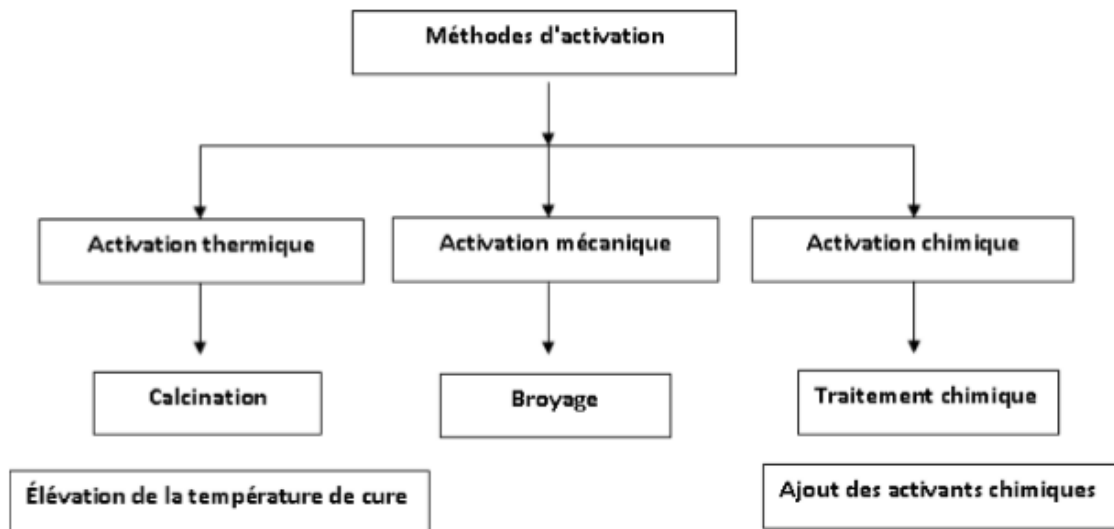 Méthodes d'activation
Activation thermique
Activation mécanique
Activation chimique
Calcination
Broyage
Traitement chimique
Élévation de la température de cure
Ajout des activants chimiques